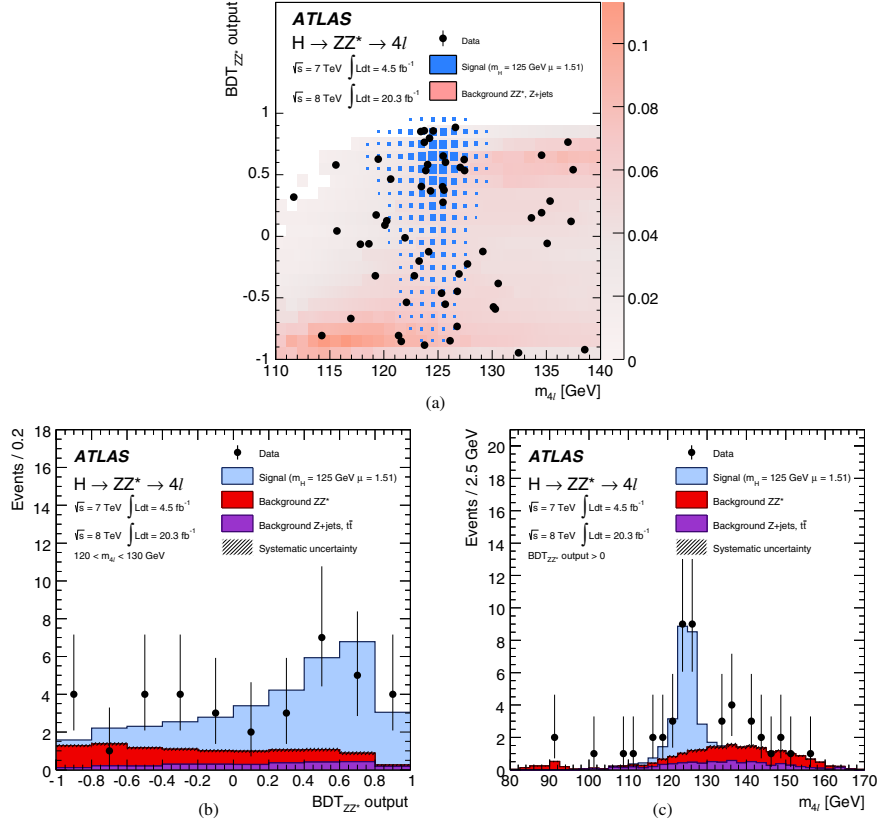 ATLAS
H → ZZ* → 4l
√s = 7 TeV ∫Ldt = 4.5 fb⁻¹
√s = 8 TeV ∫Ldt = 20.3 fb⁻¹
Data
Signal (m_H = 125 GeV μ = 1.51)
Background ZZ*, Z+jets
BDT_ZZ* output
1
0.5
0
-0.5
-1
110 115 120 125 130 135 140
m_4l [GeV]
0.1
0.08
0.06
0.04
0.02
0
(a)
Events / 0.2
18
16
14
12
10
8
6
4
2
0
ATLAS
H → ZZ* → 4l
√s = 7 TeV ∫Ldt = 4.5 fb⁻¹
√s = 8 TeV ∫Ldt = 20.3 fb⁻¹
120 < m_4l < 130 GeV
Data
Signal (m_H = 125 GeV μ = 1.51)
Background ZZ*
Background Z+jets, tt̄
Systematic uncertainty
-1 -0.8 -0.6 -0.4 -0.2 0 0.2 0.4 0.6 0.8 1
BDT_ZZ* output
(b)
Events / 2.5 GeV
20
18
16
14
12
10
8
6
4
2
0
ATLAS
H → ZZ* → 4l
√s = 7 TeV ∫Ldt = 4.5 fb⁻¹
√s = 8 TeV ∫Ldt = 20.3 fb⁻¹
BDT_ZZ* output > 0
Data
Signal (m_H = 125 GeV μ = 1.51)
Background ZZ*
Background Z+jets, tt̄
Systematic uncertainty
80 90 100 110 120 130 140 150 160 170
m_4l [GeV]
(c)